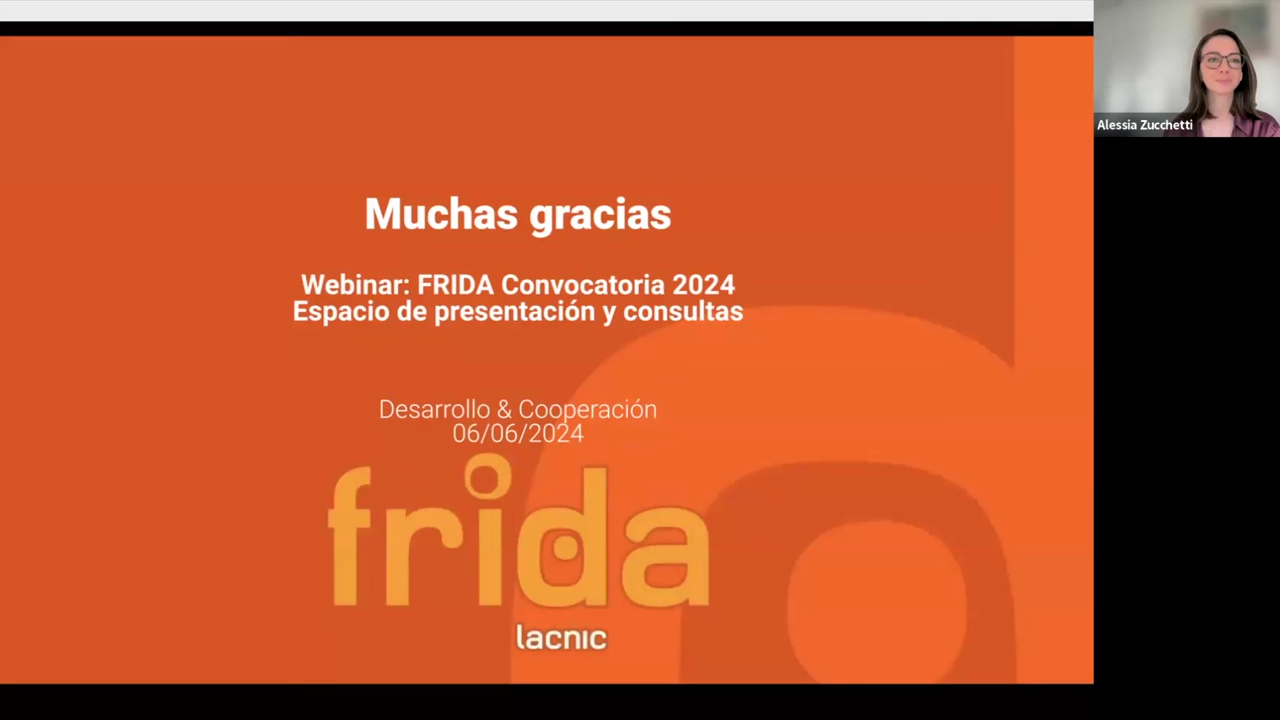 Muchas gracias
Webinar: FRIDA Convocatoria 2024
Espacio de presentación y consultas
Desarrollo & Cooperación
06/06/2024
frida
lacnic
Alessia Zucchetti